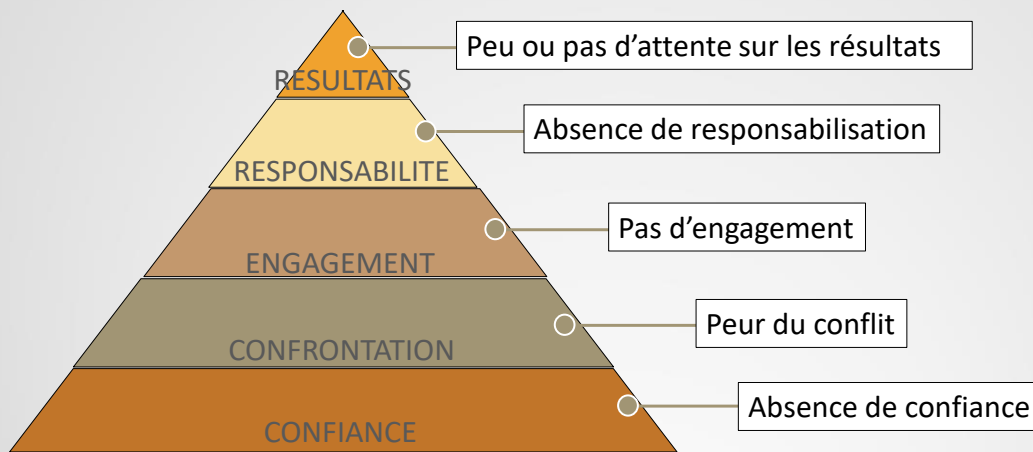 Peu ou pas d’attente sur les résultats
RESULTATS
Absence de responsabilisation
RESPONSABILITE
Pas d’engagement
ENGAGEMENT
Peur du conflit
CONFRONTATION
Absence de confiance
CONFIANCE